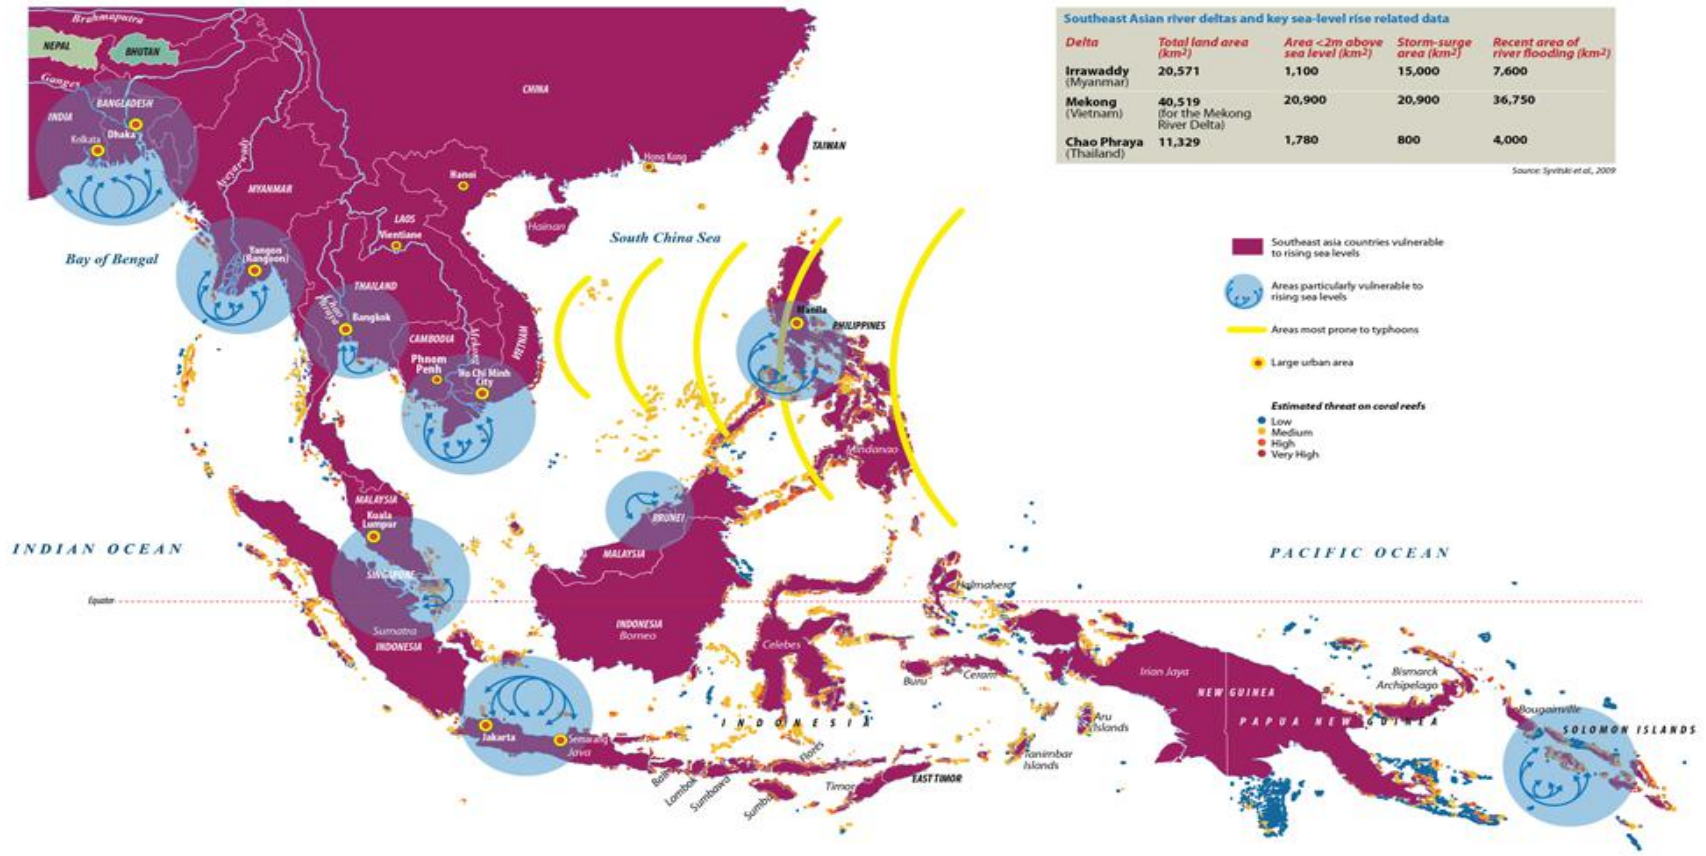 Brahmaputra
NEPAL
BHUTAN
Ganges
CHINA
BANGLADESH
INDIA
Dhaka
Kolkata
Ayeyarwady
MYANMAR
Hanoi
Hong Kong
TAIWAN
LAOS
Vientiane
Hainan
South China Sea
Bay of Bengal
Yangon
(Rangoon)
THAILAND
Chao
Phraya
Bangkok
CAMBODIA
Mekong
VIETNAM
Phnom
Penh
Ho Chi Minh
City
Manila
PHILIPPINES
Mindanao
MALAYSIA
Kuala
Lumpur
BRUNEI
MALAYSIA
SINGAPORE
INDIAN OCEAN
PACIFIC OCEAN
Equator
Sumatra
INDONESIA
INDONESIA
Borneo
Celebes
Halmahera
Buru
Ceram
Irian Jaya
NEW GUINEA
PAPUA NEW GUINEA
Bismarck
Archipelago
Bougainville
SOLOMON ISLANDS
INDONESIA
Aru
Islands
Tanimbar
Islands
Jakarta
Semarang
Java
Bali
Lombok
Sumbawa
Sumba
Flores
Timor
EAST TIMOR
Southeast Asian river deltas and key sea-level rise related data
Delta Total land area Area <2m above Storm-surge Recent area of
(km²) sea level (km²) area (km²) river flooding (km²)
Irrawaddy 20,571 1,100 15,000 7,600
(Myanmar)
Mekong 40,519 20,900 20,900 36,750
(Vietnam) (for the Mekong
River Delta)
Chao Phraya 11,329 1,780 800 4,000
(Thailand)
Source: Syvitski et al., 2009
Southeast asia countries vulnerable
to rising sea levels
Areas particularly vulnerable to
rising sea levels
Areas most prone to typhoons
Large urban area
Estimated threat on coral reefs
Low
Medium
High
Very High